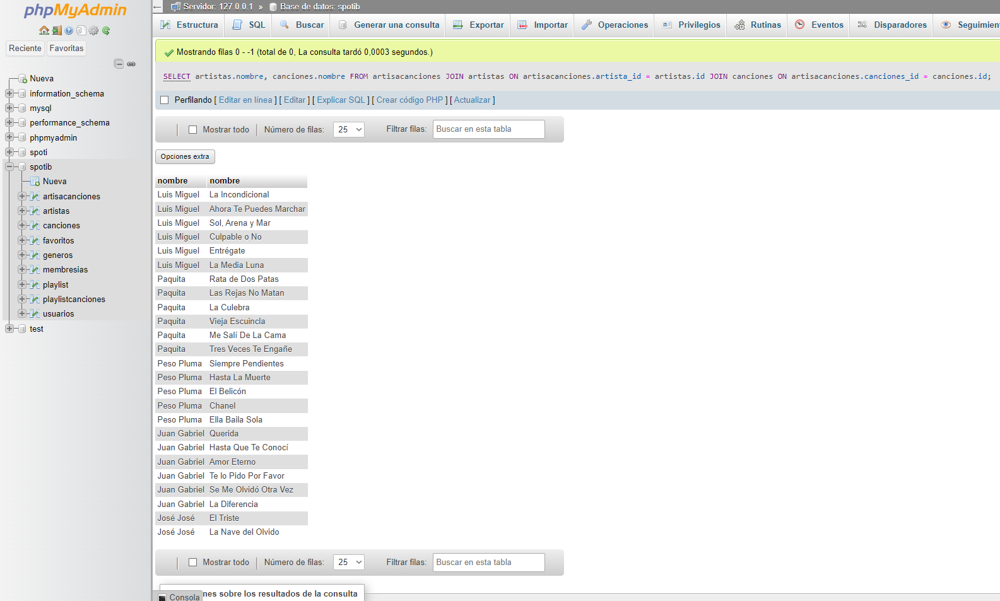 phpMyAdmin
Reciente Favoritas
Nueva
information_schema
mysql
performance_schema
phpmyadmin
spoti
spotib
Nueva
artisacanciones
artistas
canciones
favoritos
generos
membresias
playlist
playlistcanciones
usuarios
test
Servidor: 127.0.0.1 » Base de datos: spotib
Estructura SQL Buscar Generar una consulta Exportar Importar Operaciones Privilegios Rutinas Eventos Disparadores Seguimien
Mostrando filas 0 - -1 (total de 0, La consulta tardó 0,0003 segundos.)
SELECT artistas.nombre, canciones.nombre FROM artisacanciones JOIN artistas ON artisacanciones.artista_id = artistas.id JOIN canciones ON artisacanciones.canciones_id = canciones.id;
Perfilando [ Editar en línea ] [ Editar ] [ Explicar SQL ] [ Crear código PHP ] [ Actualizar ]
Mostrar todo Número de filas: 25 Filtrar filas: Buscar en esta tabla
Opciones extra
nombre nombre
Luis Miguel La Incondicional
Luis Miguel Ahora Te Puedes Marchar
Luis Miguel Sol, Arena y Mar
Luis Miguel Culpable o No
Luis Miguel Entrégate
Luis Miguel La Media Luna
Paquita Rata de Dos Patas
Paquita Las Rejas No Matan
Paquita La Culebra
Paquita Vieja Escuincla
Paquita Me Salí De La Cama
Paquita Tres Veces Te Engañe
Peso Pluma Siempre Pendientes
Peso Pluma Hasta La Muerte
Peso Pluma El Belicón
Peso Pluma Chanel
Peso Pluma Ella Baila Sola
Juan Gabriel Querida
Juan Gabriel Hasta Que Te Conocí
Juan Gabriel Amor Eterno
Juan Gabriel Te lo Pido Por Favor
Juan Gabriel Se Me Olvidó Otra Vez
Juan Gabriel La Diferencia
José José El Triste
José José La Nave del Olvido
Mostrar todo Número de filas: 25 Filtrar filas: Buscar en esta tabla
nes sobre los resultados de la consulta
Consola